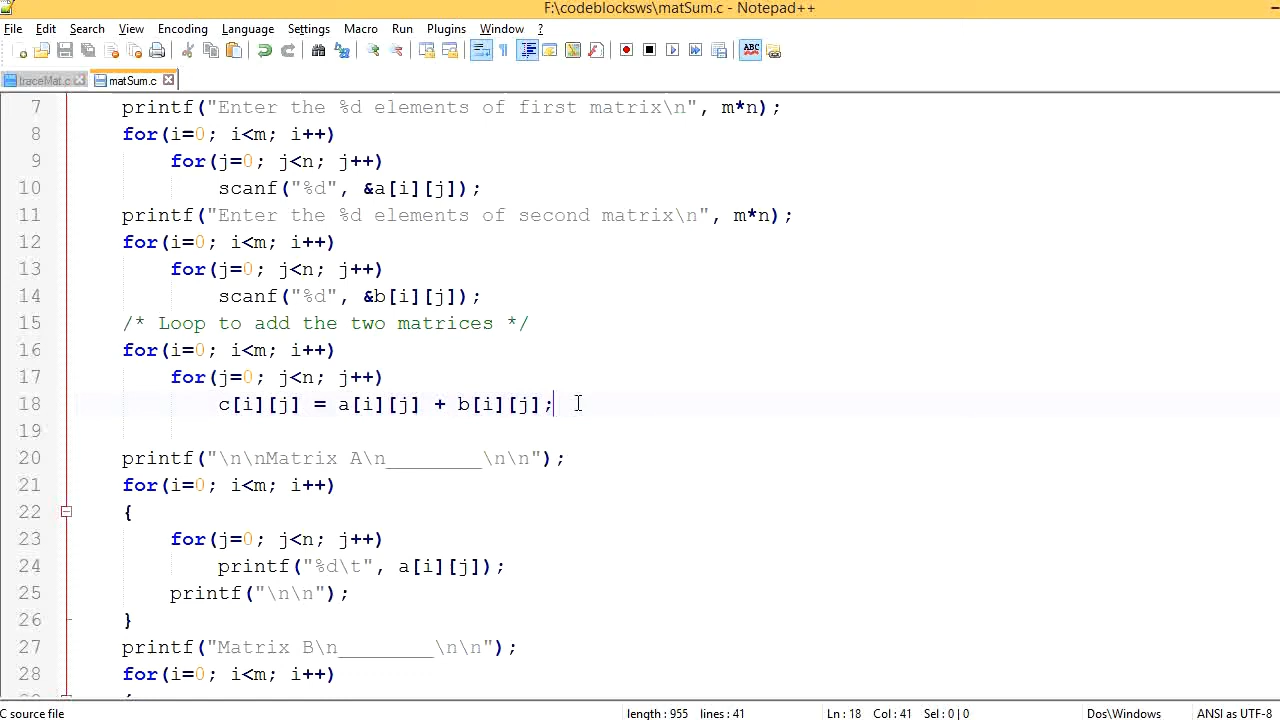 F:\codeblocksws\matSum.c - Notepad++
File Edit Search View Encoding Language Settings Macro Run Plugins Window ?
traceMat.c matSum.c
7 printf("Enter the %d elements of first matrix\n", m*n);
8 for(i=0; i<m; i++)
9 for(j=0; j<n; j++)
10 scanf("%d", &a[i][j]);
11 printf("Enter the %d elements of second matrix\n", m*n);
12 for(i=0; i<m; i++)
13 for(j=0; j<n; j++)
14 scanf("%d", &b[i][j]);
15 /* Loop to add the two matrices */
16 for(i=0; i<m; i++)
17 for(j=0; j<n; j++)
18 c[i][j] = a[i][j] + b[i][j];
19
20 printf("\n\nMatrix A\n________\n\n");
21 for(i=0; i<m; i++)
22 {
23 for(j=0; j<n; j++)
24 printf("%d\t", a[i][j]);
25 printf("\n\n");
26 }
27 printf("Matrix B\n________\n\n");
28 for(i=0; i<m; i++)
C source file length : 955 lines : 41 Ln : 18 Col : 41 Sel : 0 | 0 Dos\Windows ANSI as UTF-8